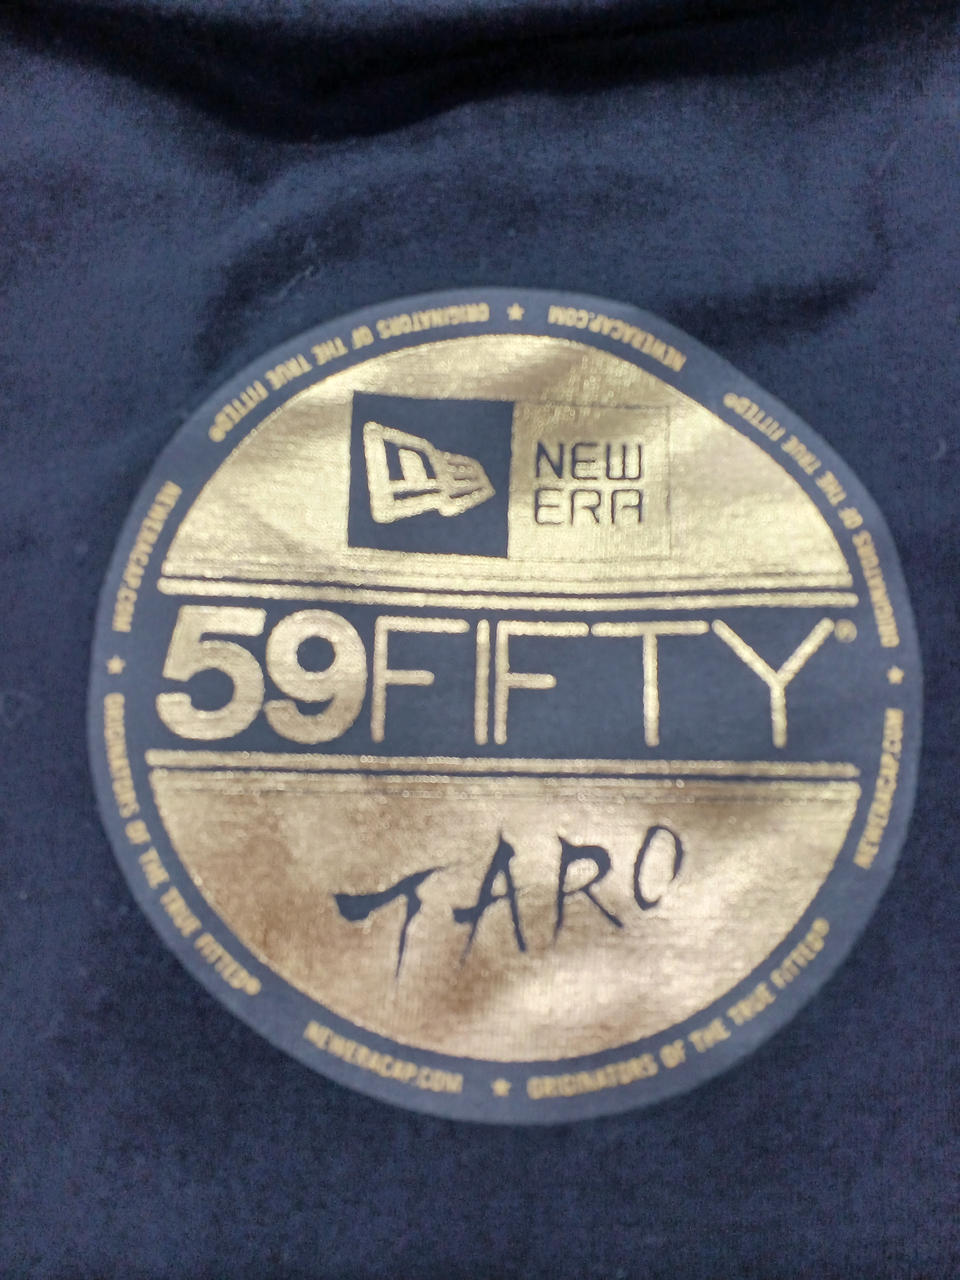 NEW
ERA
59FIFTY®
TARO
ORIGINATORS OF THE TRUE FITTED®
NEWERACAP.COM
ORIGINATORS OF THE TRUE FITTED®
NEWERACAP.COM
ORIGINATORS OF THE TRUE FITTED®
NEWERACAP.COM
ORIGINATORS OF THE TRUE FITTED®
NEWERACAP.COM